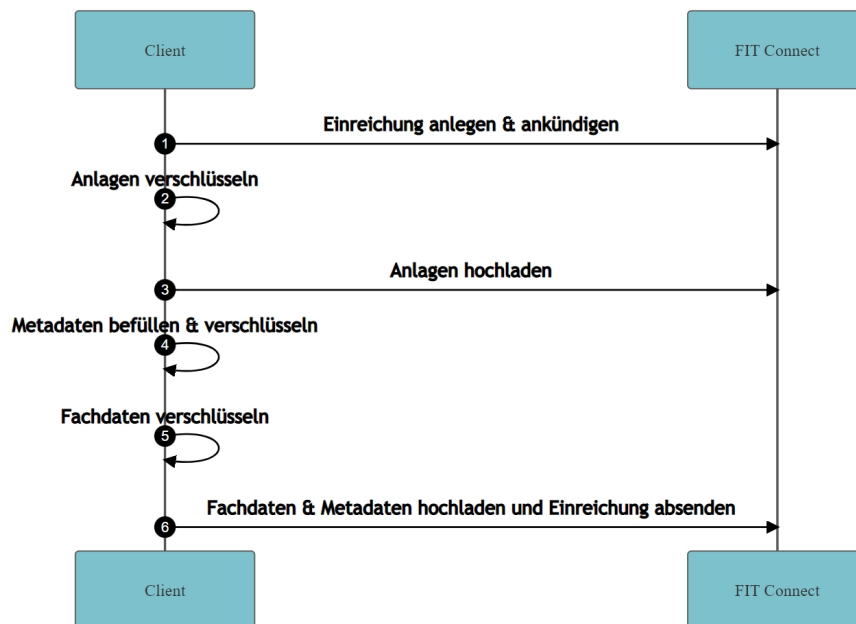 Client
FIT Connect
Einreichung anlegen & ankündigen
1
Anlagen verschlüsseln
2
Anlagen hochladen
3
Metadaten befüllen & verschlüsseln
4
Fachdaten verschlüsseln
5
Fachdaten & Metadaten hochladen und Einreichung absenden
6
Client
FIT Connect